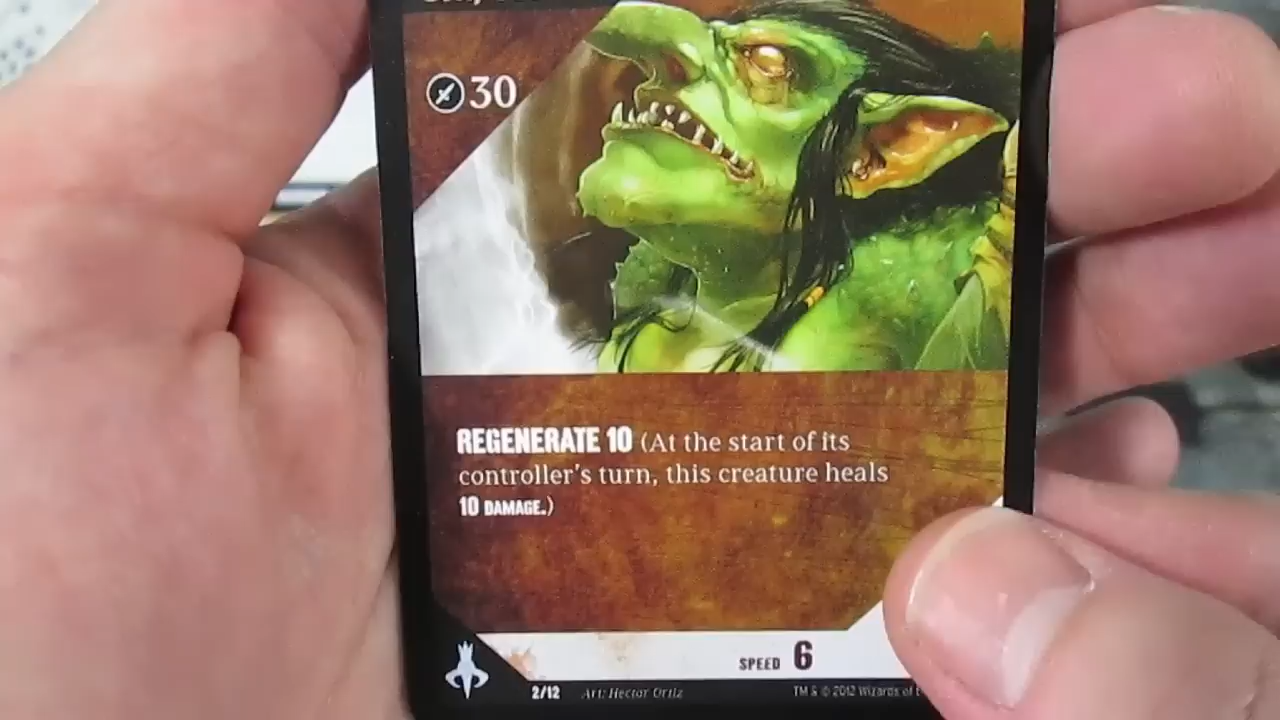 30
REGENERATE 10 (At the start of its
controller's turn, this creature heals
10 DAMAGE.)
SPEED 6
2/12 Art: Hector Ortiz TM & © 2012 Wizards of